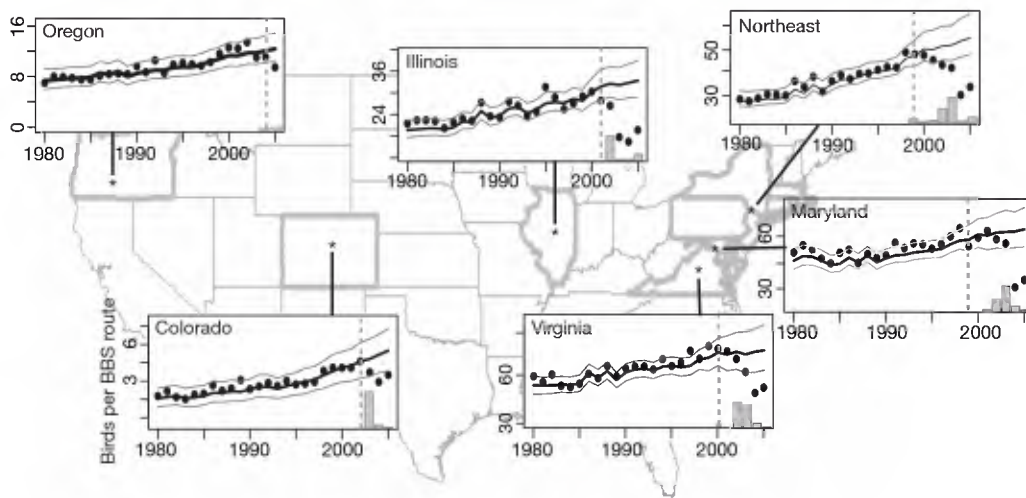 Oregon
16
8
0
1980 1990 2000
Illinois
36
24
1980 1990 2000
Northeast
50
30
1980 1990 2000
Maryland
60
30
1980 1990 2000
Colorado
6
3
1980 1990 2000
Virginia
60
30
1980 1990 2000
Birds per BBS route